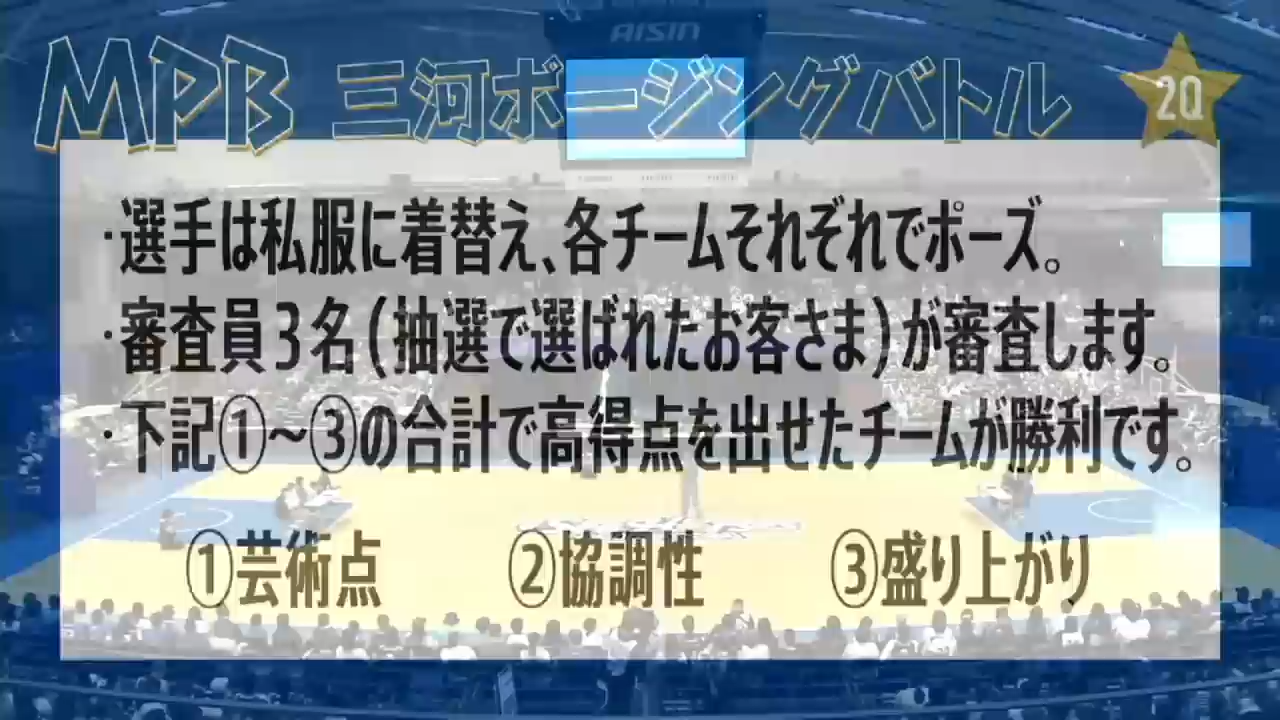 AISIN
MPB 三河ポージングバトル
2Q
・選手は私服に着替え、各チームそれぞれでポーズ。
・審査員3名(抽選で選ばれたお客さま)が審査します。
・下記①～③の合計で高得点を出せたチームが勝利です。
①芸術点 ②協調性 ③盛り上がり